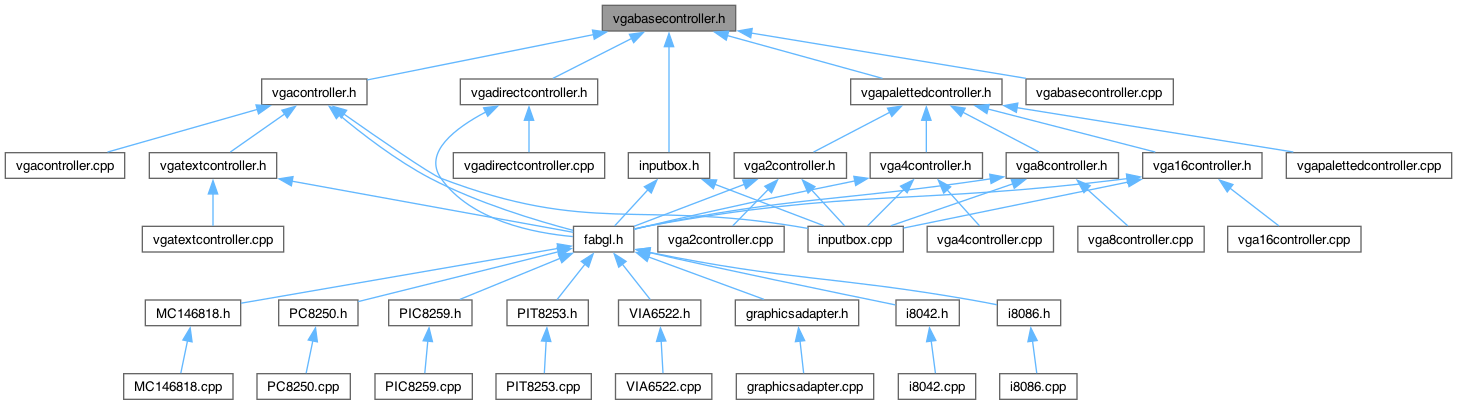 vgabasecontroller.h
vgacontroller.h
vgadirectcontroller.h
vgapalettedcontroller.h
vgabasecontroller.cpp
vgacontroller.cpp
vgatextcontroller.h
vgadirectcontroller.cpp
inputbox.h
vga2controller.h
vga4controller.h
vga8controller.h
vga16controller.h
vgapalettedcontroller.cpp
vgatextcontroller.cpp
fabgl.h
vga2controller.cpp
inputbox.cpp
vga4controller.cpp
vga8controller.cpp
vga16controller.cpp
MC146818.h
PC8250.h
PIC8259.h
PIT8253.h
VIA6522.h
graphicsadapter.h
i8042.h
i8086.h
MC146818.cpp
PC8250.cpp
PIC8259.cpp
PIT8253.cpp
VIA6522.cpp
graphicsadapter.cpp
i8042.cpp
i8086.cpp